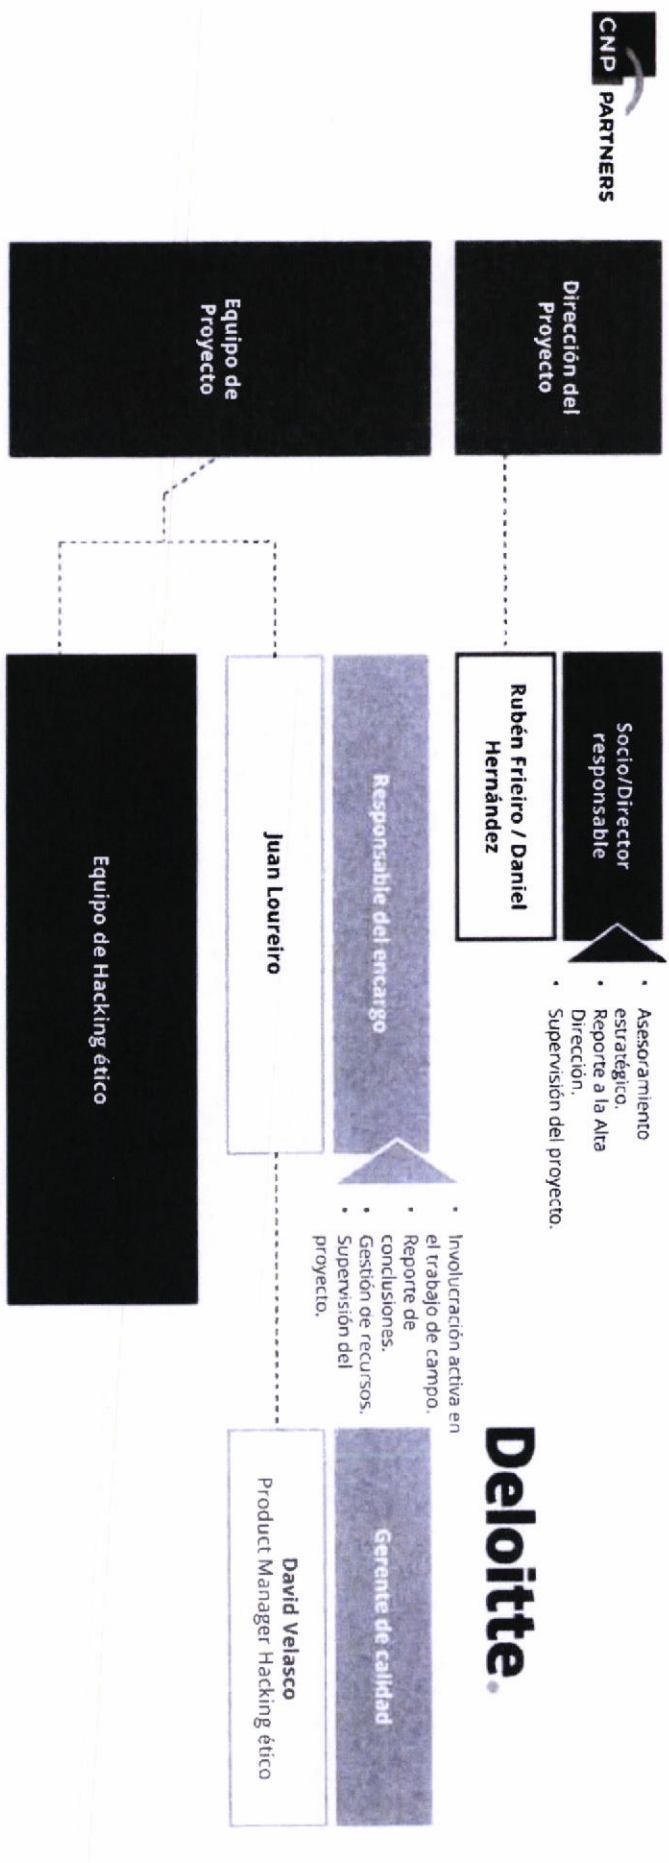 CNP PARTNERS
Deloitte.
Dirección del
Proyecto
Socio/Director
responsable
Rubén Frieiro / Daniel
Hernández
• Asesoramiento
estratégico.
• Reporte a la Alta
Dirección.
• Supervisión del proyecto.
Equipo de
Proyecto
Responsable del encargo
Juan Loureiro
• Involucración activa en
el trabajo de campo.
• Reporte de
conclusiones.
• Gestión de recursos.
• Supervisión del
proyecto.
Gerente de calidad
David Velasco
Product Manager Hacking ético
Equipo de Hacking ético